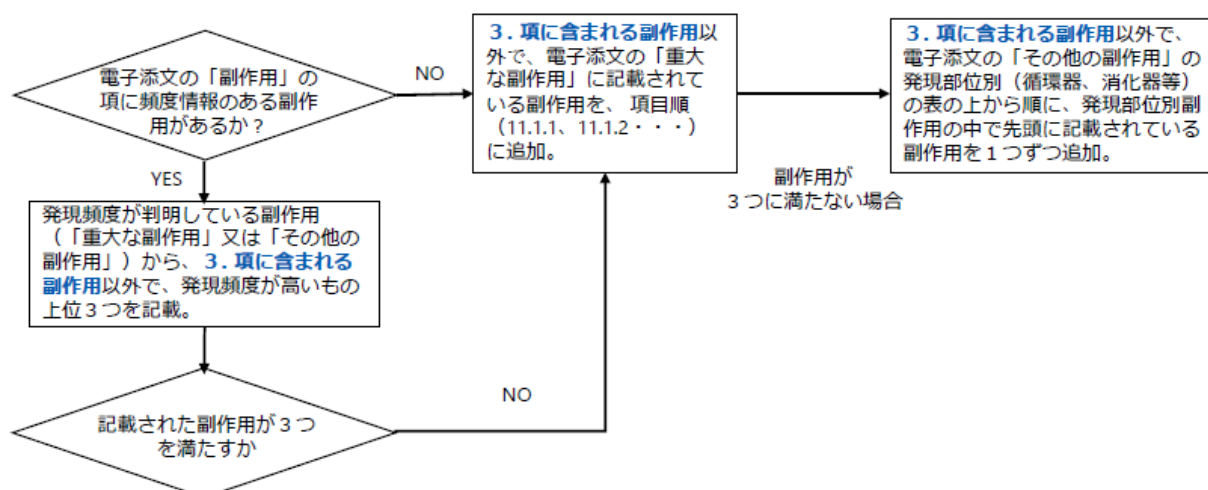 電子添文の「副作用」の
項に頻度情報のある副作
用があるか?
NO
３．項に含まれる副作用以
外で、電子添文の「重大
な副作用」に記載されて
いる副作用を、 項目順
（11.1.1、11.1.2・・・）
に追加。
３．項に含まれる副作用以外で、
電子添文の「その他の副作用」の
発現部位別（循環器、消化器等）
の表の上から順に、発現部位別副
作用の中で先頭に記載されている
副作用を１つずつ追加。
副作用が
３つに満たない場合
YES
発現頻度が判明している副作用
（「重大な副作用」又は「その他の
副作用」）から、３．項に含まれる
副作用以外で、発現頻度が高いもの
上位３つを記載。
NO
記載された副作用が３つ
を満たすか